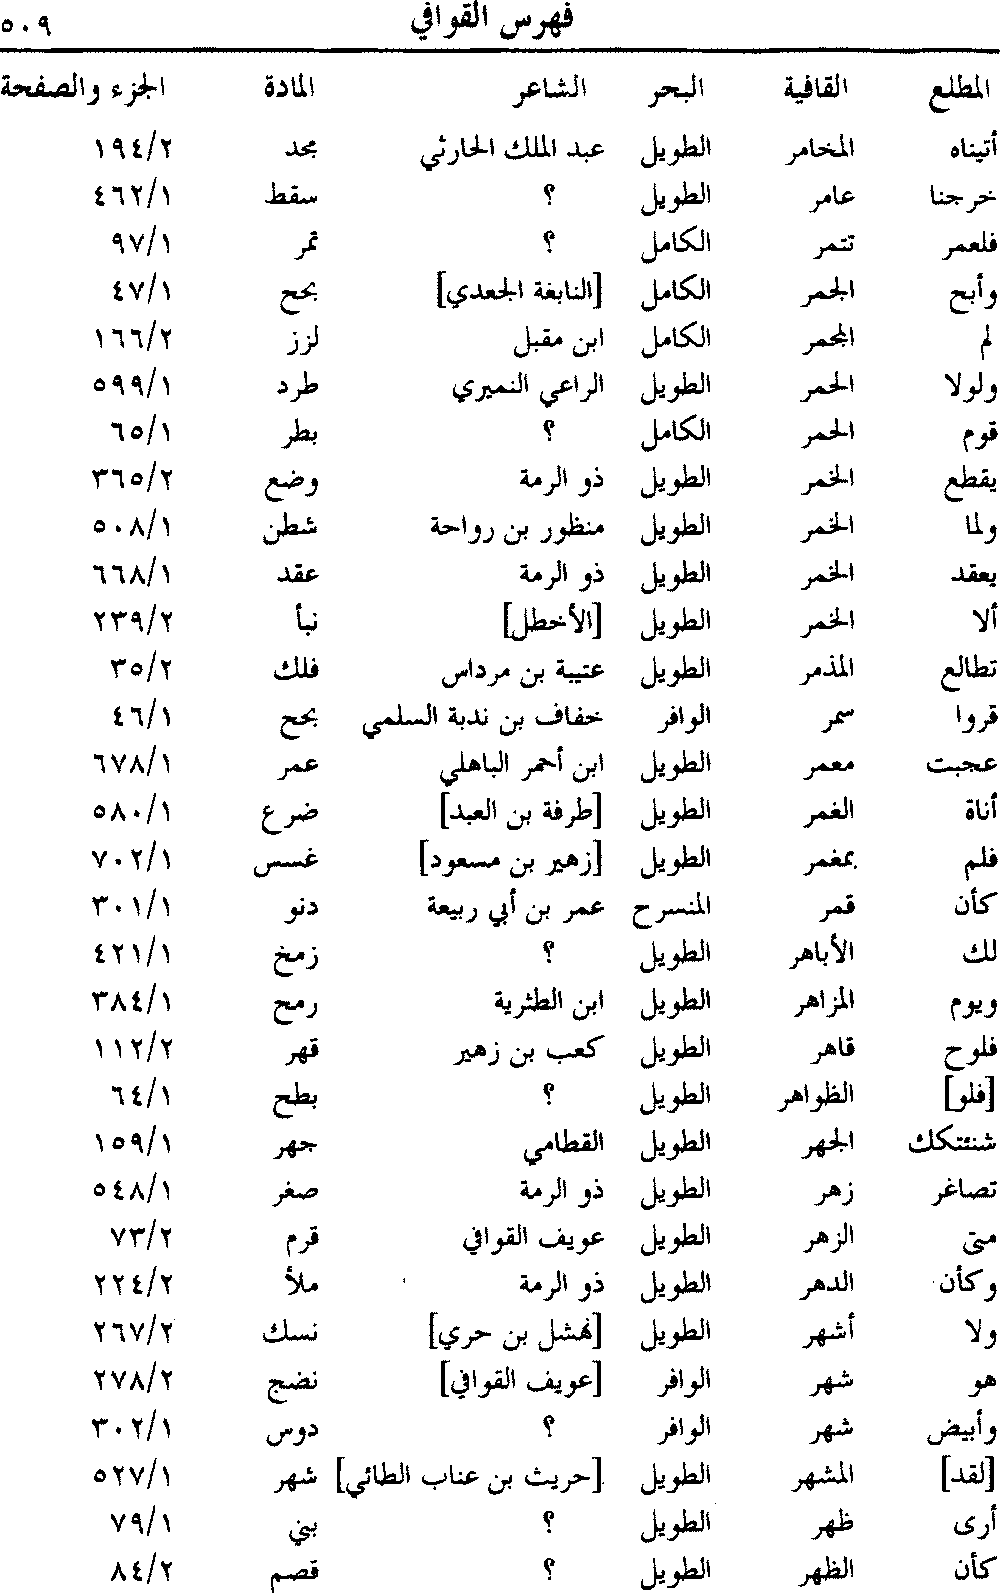 فهرس القوافي ٥٠٩
المطلع القافية البحر الشاعر المادة الجزء والصفحة
أتيناه المخامر الطويل عبد الملك الحارثي مجد ١٩٤/٢
خرجنا عامر الطويل ؟ سقط ٤٦٢/١
فلعمر تتمر الكامل ؟ تمر ٩٧/١
وأبح الجمر الكامل [النابغة الجعدي] بحح ٤٧/١
لم المجمر الكامل ابن مقبل لزز ١٦٦/٢
ولولا الحمر الطويل الراعي النميري طرد ٥٩٩/١
قوم الحمر الكامل ؟ بطر ٦٥/١
يقطع الخمر الطويل ذو الرمة وضع ٣٦٥/٢
ولما الخمر الطويل منظور بن رواحة شطن ٥٠٨/١
يعقد الخمر الطويل ذو الرمة عقد ٦٦٨/١
ألا الخمر الطويل [الأخطل] نبأ ٢٣٩/٢
تطالع المذمر الطويل عتيبة بن مرداس فلك ٣٥/٢
قروا سمر الوافر خفاف بن ندبة السلمي بحح ٤٦/١
عجبت معمر الطويل ابن أحمر الباهلي عمر ٦٧٨/١
أناة الغمر الطويل [طرفة بن العبد] ضرع ٥٨٠/١
فلم بمغمر الطويل [زهير بن مسعود] غسس ٧٠٢/١
كأن قمر المنسرح عمر بن أبي ربيعة دنو ٣٠١/١
لك الأباهر الطويل ؟ زمخ ٤٢١/١
ويوم المزاهر الطويل ابن الطثرية رمح ٣٨٤/١
فلوح قاهر الطويل كعب بن زهير قهر ١١٢/٢
[فلو] الظواهر الطويل ؟ بطح ٦٤/١
شنئتكك الجهر الطويل القطامي جهر ١٥٩/١
تصاغر زهر الطويل ذو الرمة صغر ٥٤٨/١
متى الزهر الطويل عويف القوافي قرم ٧٣/٢
وكأن الدهر الطويل ذو الرمة ملأ ٢٢٤/٢
ولا أشهر الطويل [نهشل بن حري] نسك ٢٦٧/٢
هو شهر الوافر [عويف القوافي] نضج ٢٧٨/٢
وأبيض شهر الوافر ؟ دوس ٣٠٢/١
[لقد] المشهر الطويل [حريث بن عناب الطائي] شهر ٥٢٧/١
أرى ظهر الطويل ؟ بني ٧٩/١
كأن الظهر الطويل ؟ قصم ٨٤/٢